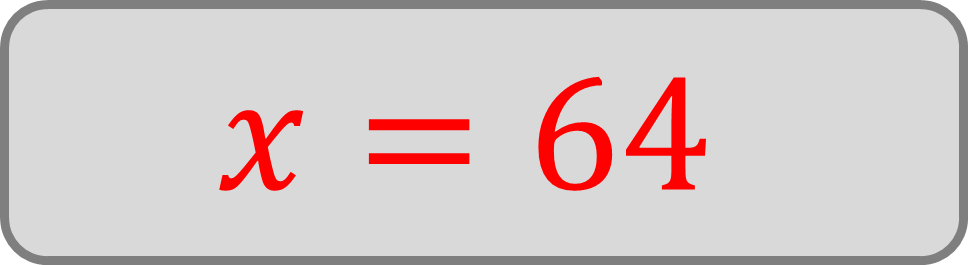 x = 64